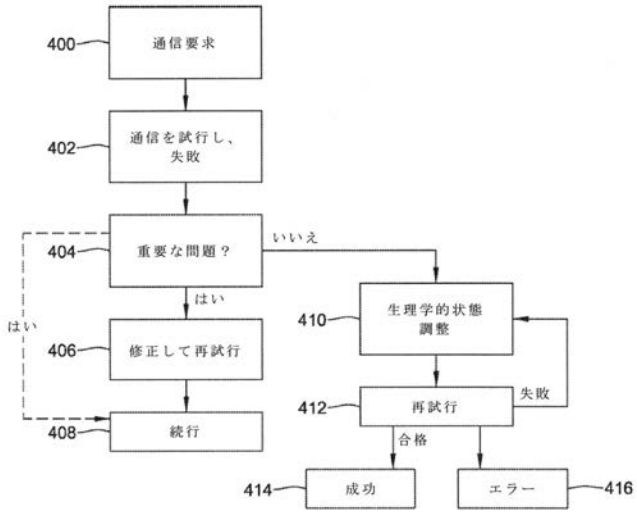 400
通信要求
402
通信を試行し、
失敗
404
重要な問題？
いいえ
はい
はい
406
修正して再試行
408
続行
410
生理学的状態
調整
412
再試行
失敗
合格
414
成功
エラー
416